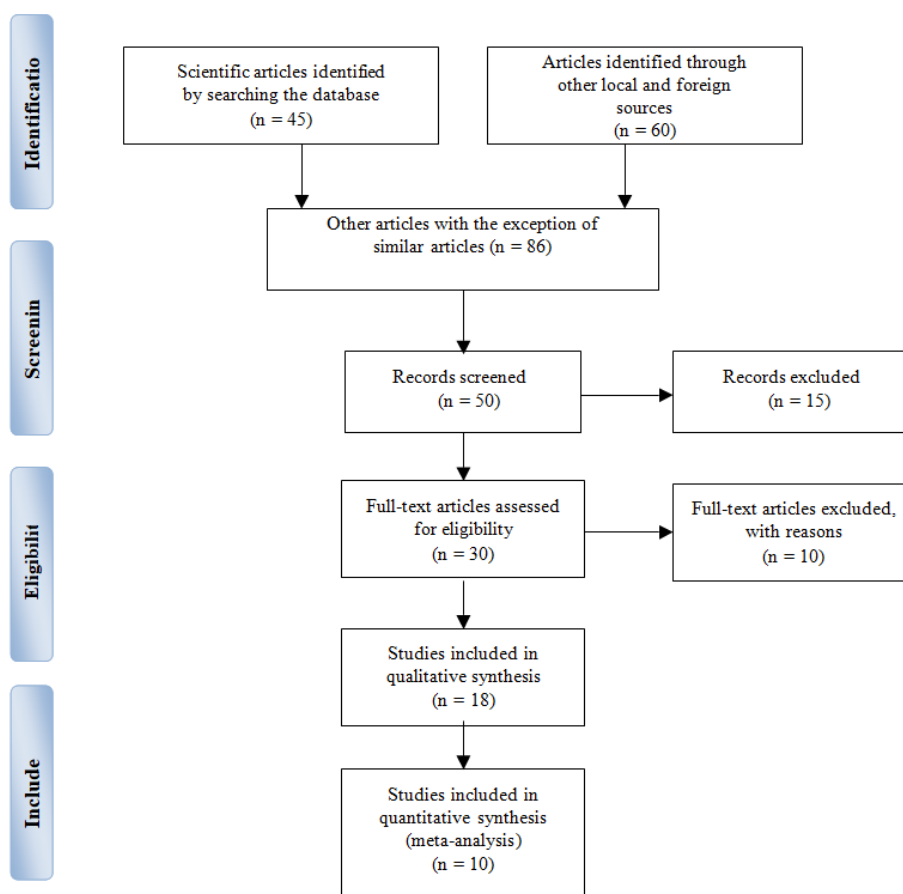 Identificatio
Scientific articles identified
by searching the database
(n = 45)
Articles identified through
other local and foreign
sources
(n = 60)
Other articles with the exception of
similar articles (n = 86)
Screenin
Records screened
(n = 50)
Records excluded
(n = 15)
Eligibilit
Full-text articles assessed
for eligibility
(n = 30)
Full-text articles excluded,
with reasons
(n = 10)
Studies included in
qualitative synthesis
(n = 18)
Include
Studies included in
quantitative synthesis
(meta-analysis)
(n = 10)